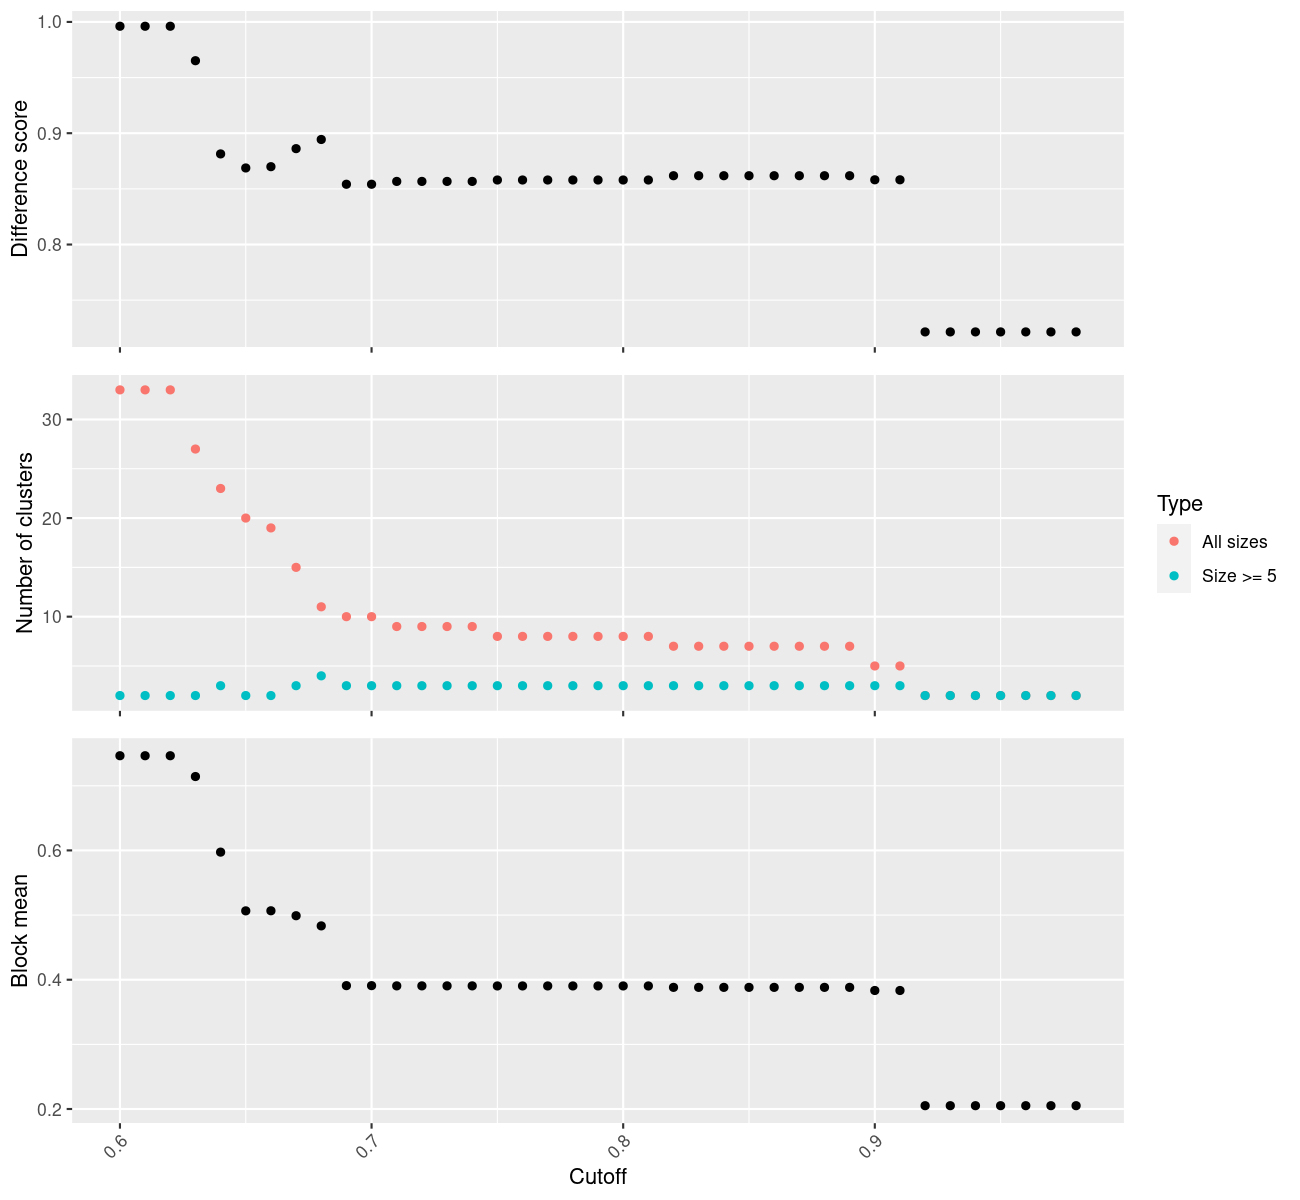 1.0
0.9
0.8
Difference score
30
20
10
Number of clusters
Type
All sizes
Size >= 5
0.6
0.4
0.2
Block mean
0.6
0.7
0.8
0.9
Cutoff